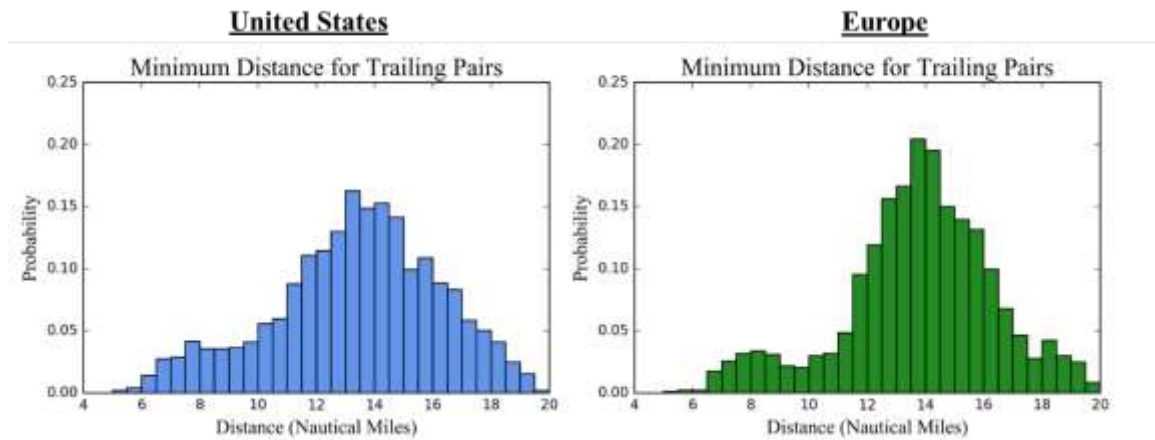 United States
Minimum Distance for Trailing Pairs
0.25
0.20
0.15
0.10
0.05
0.00
Probability
4 6 8 10 12 14 16 18 20
Distance (Nautical Miles)
Europe
Minimum Distance for Trailing Pairs
0.25
0.20
0.15
0.10
0.05
0.00
Probability
4 6 8 10 12 14 16 18 20
Distance (Nautical Miles)